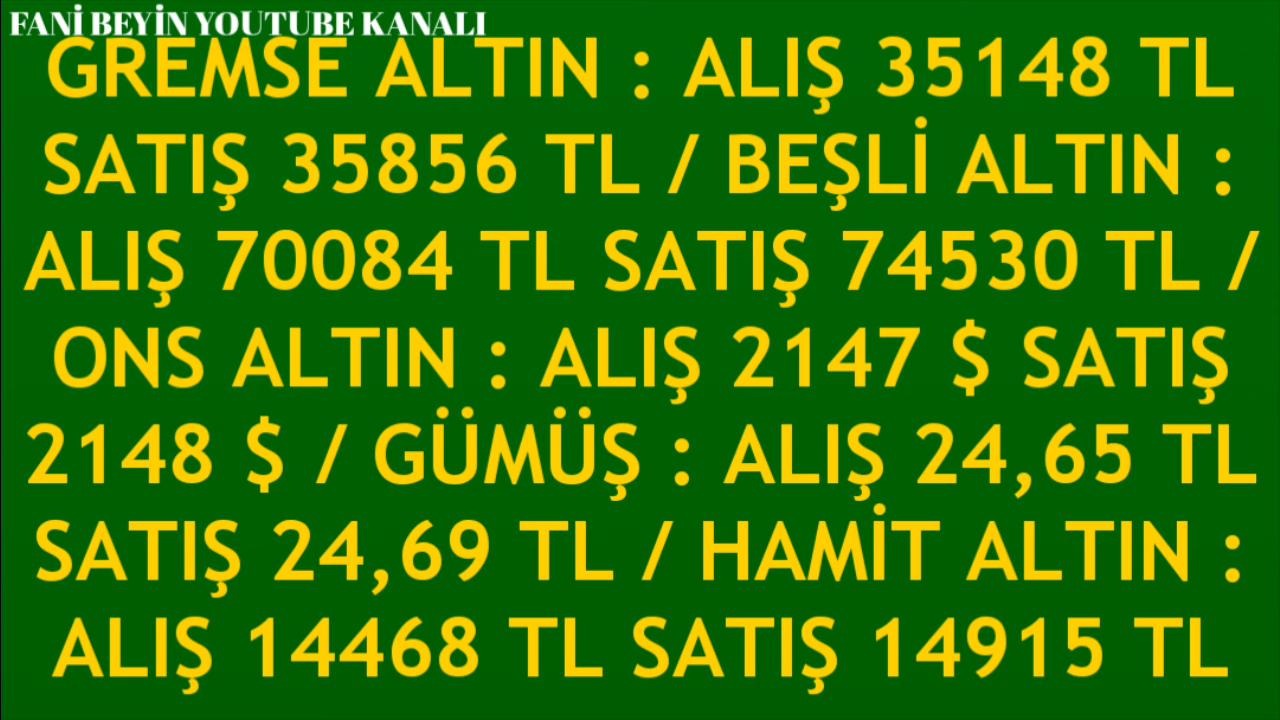 FANİ BEYİN YOUTUBE KANALI
GREMSE ALTIN : ALIŞ 35148 TL
SATIŞ 35856 TL / BEŞLİ ALTIN :
ALIŞ 70084 TL SATIŞ 74530 TL /
ONS ALTIN : ALIŞ 2147 $ SATIŞ
2148 $ / GÜMÜŞ : ALIŞ 24,65 TL
SATIŞ 24,69 TL / HAMİT ALTIN :
ALIŞ 14468 TL SATIŞ 14915 TL